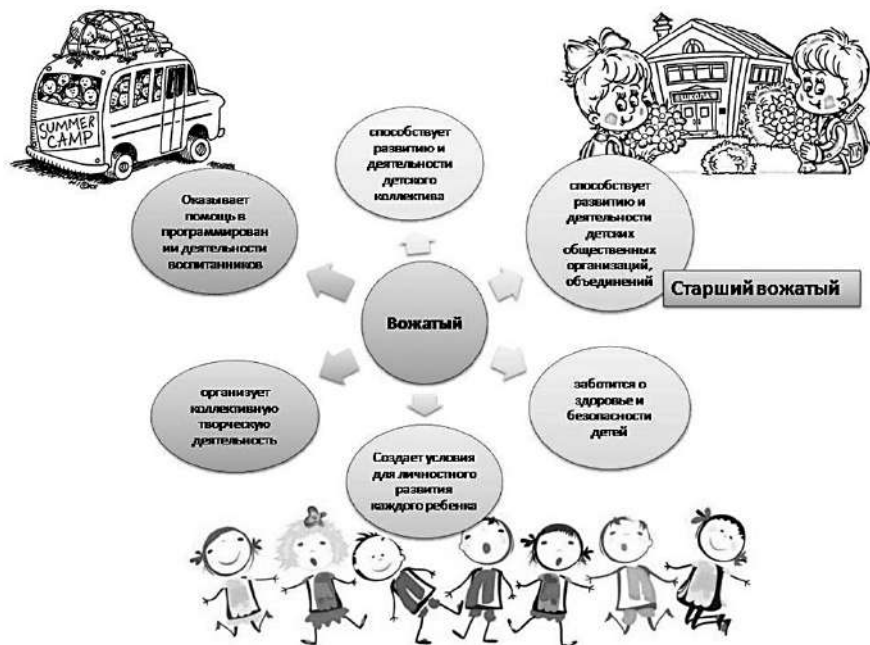 SUMMER
CAMP
ШКОЛА
способствует
развитию и
деятельности
детского
коллектива
Оказывает
помощь в
программирован
ии деятельности
воспитанников
способствует
развитию и
деятельности
детских
общественных
организаций,
объединений
Старший вожатый
Вожатый
организует
коллективную
творческую
деятельность
заботится о
здоровье и
безопасности
детей
Создает условия
для личностного
развития
каждого ребенка